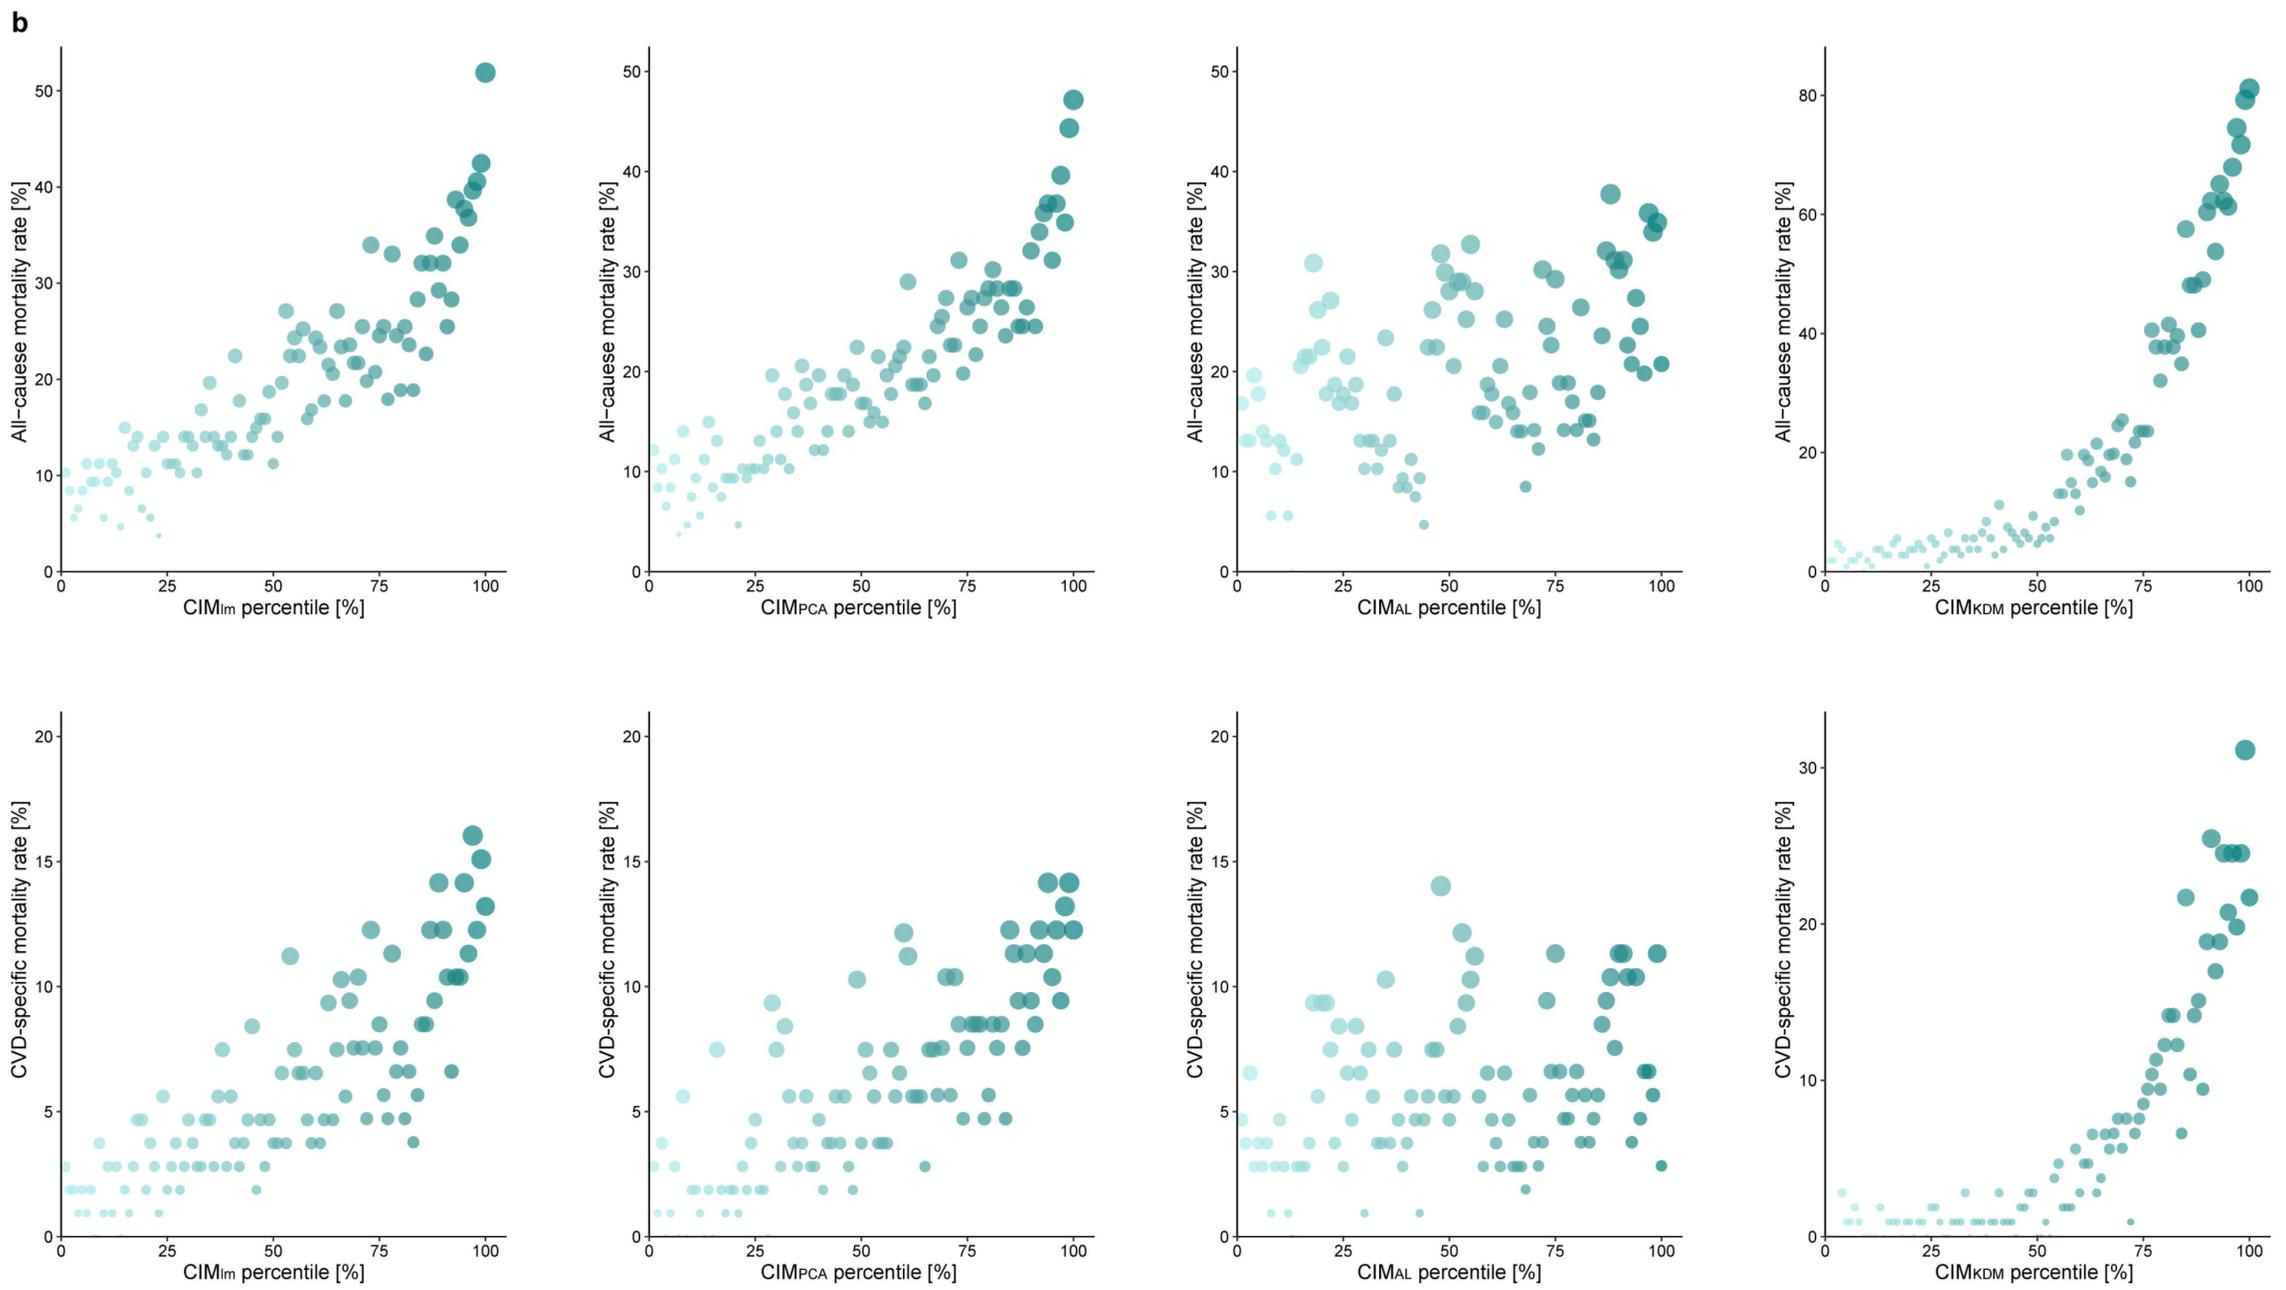 b
All-cauese mortality rate [%]
50
40
30
20
10
0
0 25 50 75 100
CIMlm percentile [%]
All-cauese mortality rate [%]
50
40
30
20
10
0
0 25 50 75 100
CIMPCA percentile [%]
All-cauese mortality rate [%]
50
40
30
20
10
0
0 25 50 75 100
CIMAL percentile [%]
All-cauese mortality rate [%]
80
60
40
20
0
0 25 50 75 100
CIMKDM percentile [%]
CVD-specific mortality rate [%]
20
15
10
5
0
0 25 50 75 100
CIMlm percentile [%]
CVD-specific mortality rate [%]
20
15
10
5
0
0 25 50 75 100
CIMPCA percentile [%]
CVD-specific mortality rate [%]
20
15
10
5
0
0 25 50 75 100
CIMAL percentile [%]
CVD-specific mortality rate [%]
30
20
10
0
0 25 50 75 100
CIMKDM percentile [%]